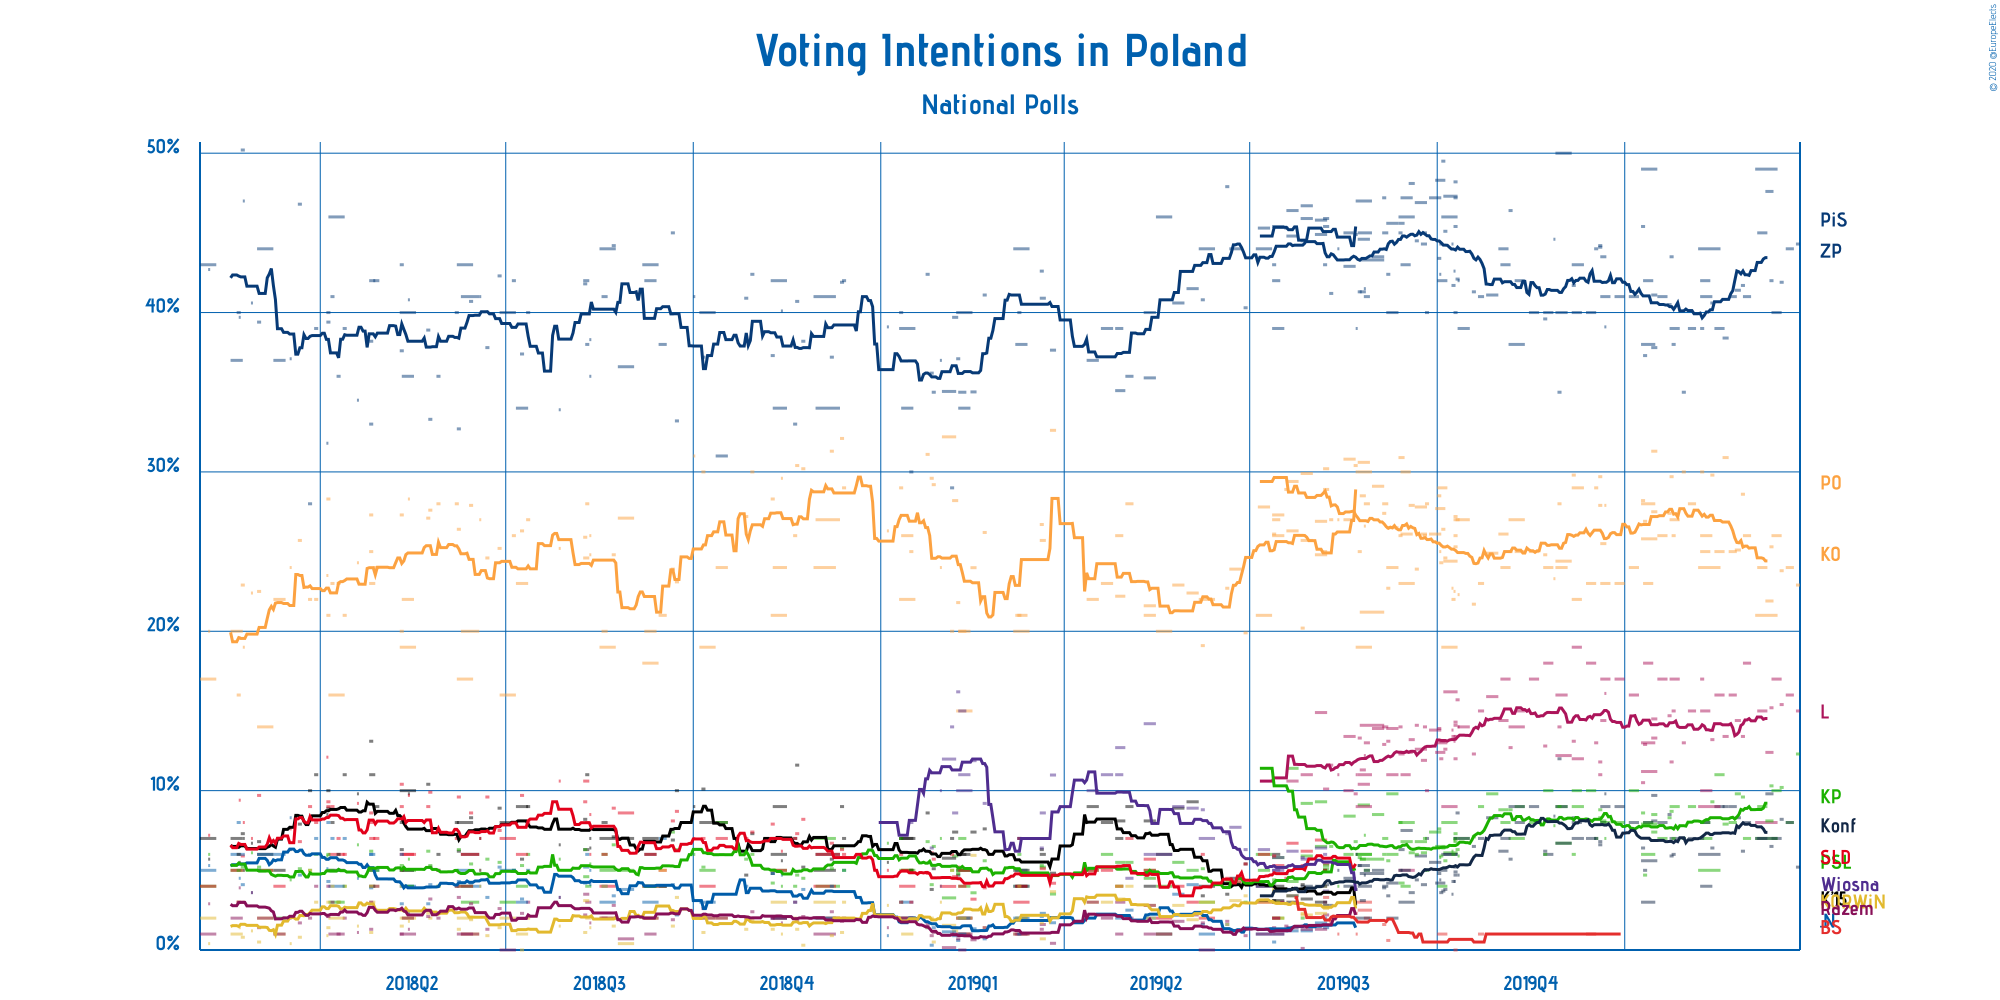 © 2020 @EuropeElects
Voting Intentions in Poland
National Polls
50%
40%
30%
20%
10%
0%
PiS
ZP
PO
KO
L
KP
Konf
SLD
PSL
Wiosna
K'15
Razem
N
BS
2018Q2
2018Q3
2018Q4
2019Q1
2019Q2
2019Q3
2019Q4